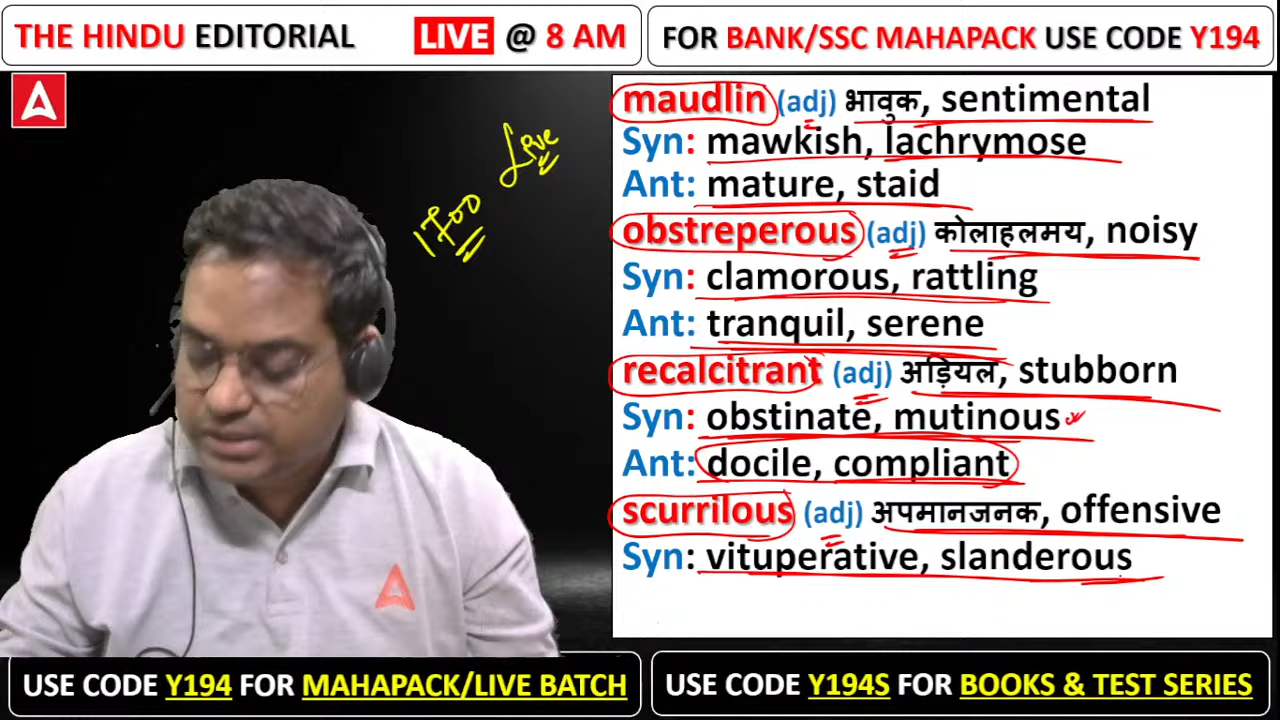 THE HINDU EDITORIAL LIVE @ 8 AM
FOR BANK/SSC MAHAPACK USE CODE Y194
Live
1700
maudlin (adj) भावुक, sentimental
Syn: mawkish, lachrymose
Ant: mature, staid
obstreperous (adj) कोलाहलमय, noisy
Syn: clamorous, rattling
Ant: tranquil, serene
recalcitrant (adj) अड़ियल, stubborn
Syn: obstinate, mutinous
Ant: docile, compliant
scurrilous (adj) अपमानजनक, offensive
Syn: vituperative, slanderous
USE CODE Y194 FOR MAHAPACK/LIVE BATCH
USE CODE Y194S FOR BOOKS & TEST SERIES